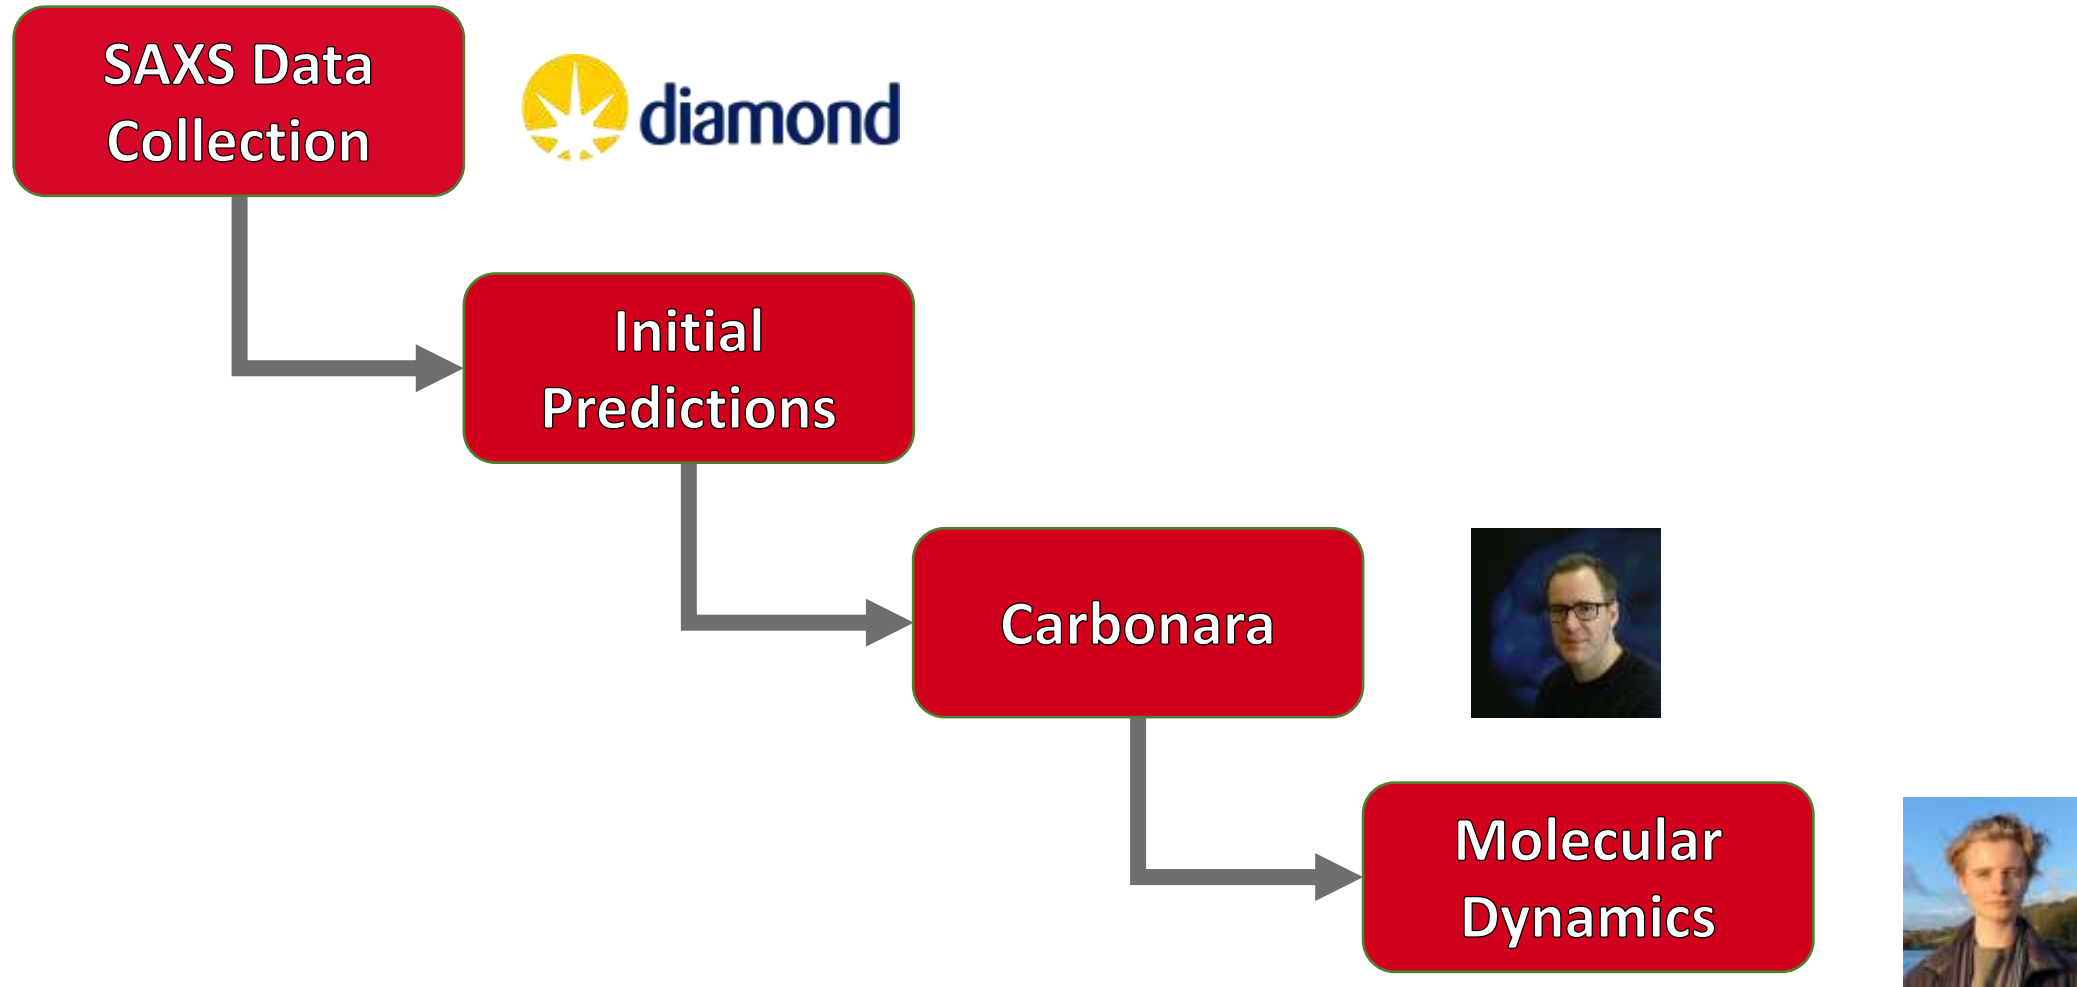 SAXS Data
Collection
diamond
Initial
Predictions
Carbonara
Molecular
Dynamics